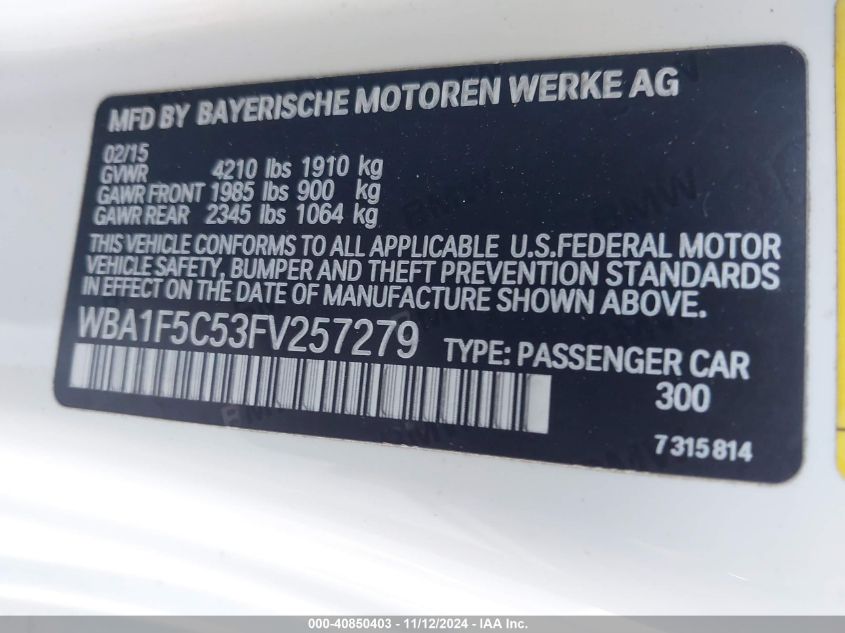 MFD BY BAYERISCHE MOTOREN WERKE AG
02/15
GVWR 4210 lbs 1910 kg
GAWR FRONT 1985 lbs 900 kg
GAWR REAR 2345 lbs 1064 kg
THIS VEHICLE CONFORMS TO ALL APPLICABLE U.S.FEDERAL MOTOR
VEHICLE SAFETY, BUMPER AND THEFT PREVENTION STANDARDS
IN EFFECT ON THE DATE OF MANUFACTURE SHOWN ABOVE.
WBA1F5C53FV257279 TYPE: PASSENGER CAR
300
7315814
000-40850403 - 11/12/2024 - IAA Inc.